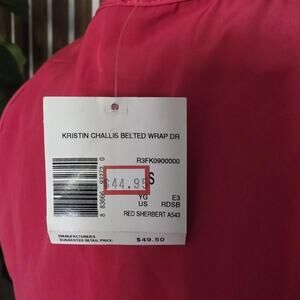 KRISTIN CHALLIS BELTED WRAP DR
R3FK0900000
$44.95
S
YG E3
US RDSB
RED SHERBERT A543
MANUFACTURER'S
SUGGESTED RETAIL PRICE: $49.50